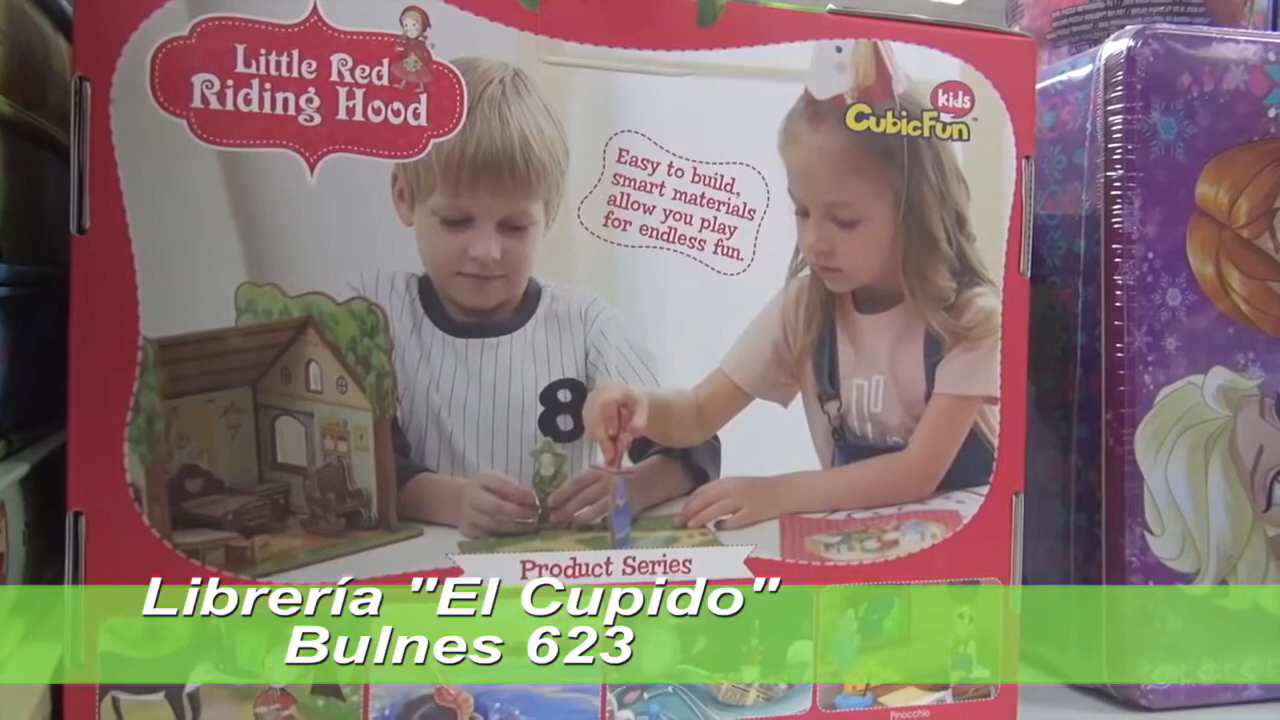 Little Red
Riding Hood
kids
CubicFun
Easy to build,
smart materials
allow you play
for endless fun.
8
Product Series
Librería "El Cupido"
Bulnes 623
Pinocchio